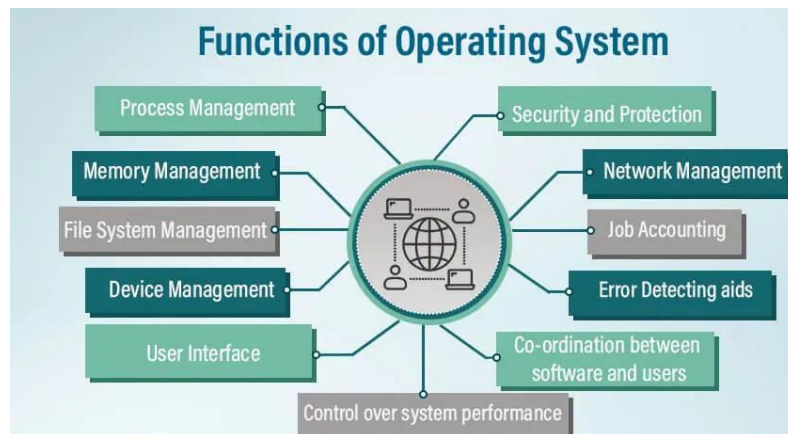 Functions of Operating System
Process Management
Memory Management
File System Management
Device Management
User Interface
Control over system performance
Security and Protection
Network Management
Job Accounting
Error Detecting aids
Co-ordination between
software and users